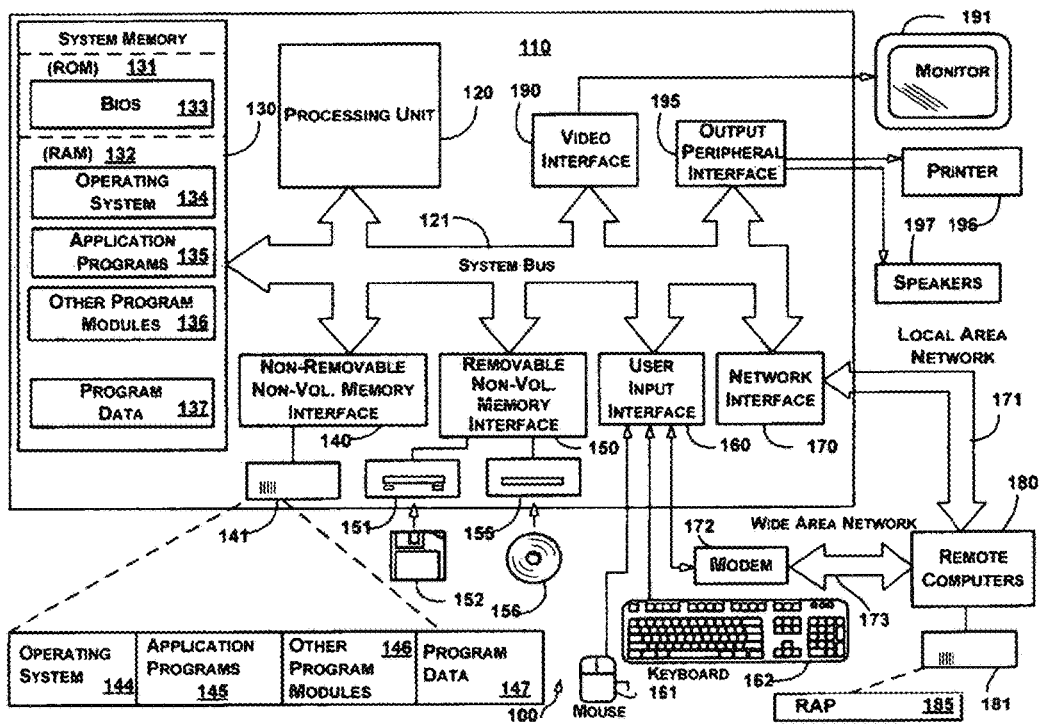 SYSTEM MEMORY
(ROM) 131
BIOS 133
(RAM) 132
OPERATING
SYSTEM 134
APPLICATION
PROGRAMS 135
OTHER PROGRAM
MODULES 136
PROGRAM
DATA 137
130
110
PROCESSING UNIT
120
190
VIDEO
INTERFACE
195
OUTPUT
PERIPHERAL
INTERFACE
191
MONITOR
PRINTER
196
197
SPEAKERS
121
SYSTEM BUS
NON-REMOVABLE
NON-VOL. MEMORY
INTERFACE
140
REMOVABLE
NON-VOL.
MEMORY
INTERFACE
150
USER
INPUT
INTERFACE
160
NETWORK
INTERFACE
170
LOCAL AREA
NETWORK
171
141
151
155
152
156
172
MODEM
WIDE AREA NETWORK
173
180
REMOTE
COMPUTERS
OPERATING
SYSTEM 144
APPLICATION
PROGRAMS
145
OTHER
PROGRAM
MODULES
146
PROGRAM
DATA
147
100
MOUSE
161
KEYBOARD
162
181
RAP 185